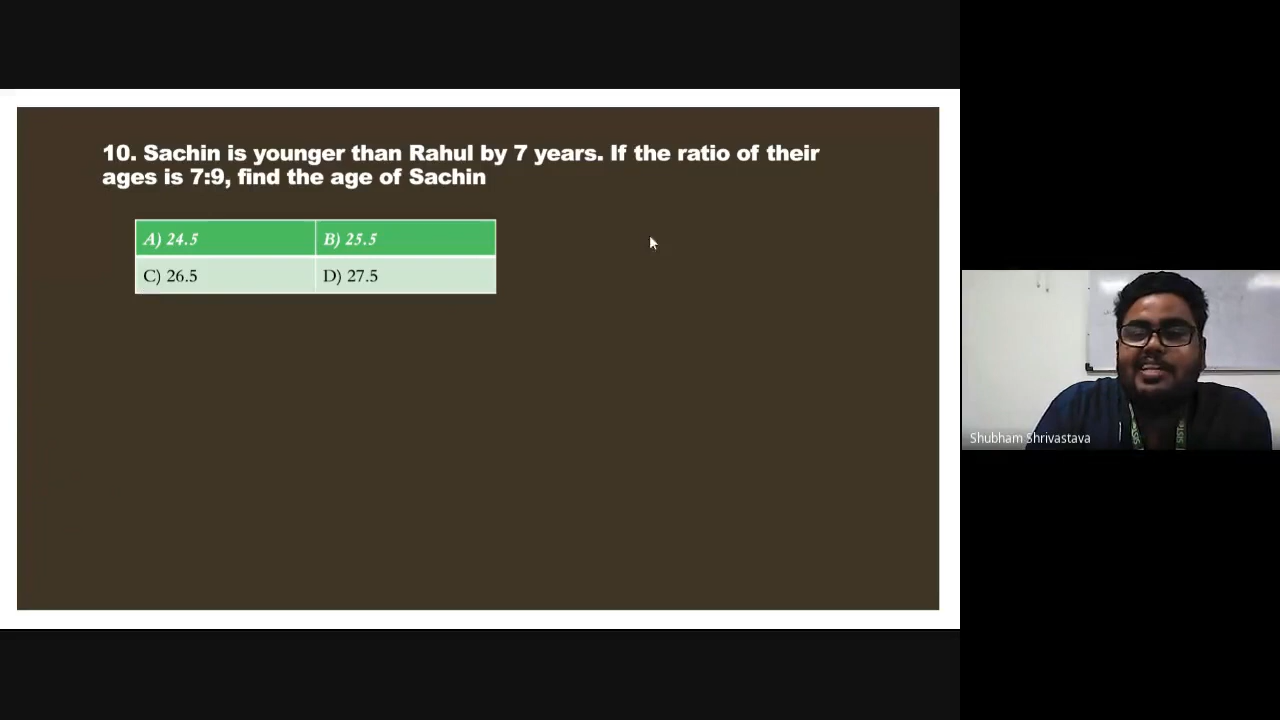 10. Sachin is younger than Rahul by 7 years. If the ratio of their
ages is 7:9, find the age of Sachin
A) 24.5
B) 25.5
C) 26.5
D) 27.5
Shubham Shrivastava